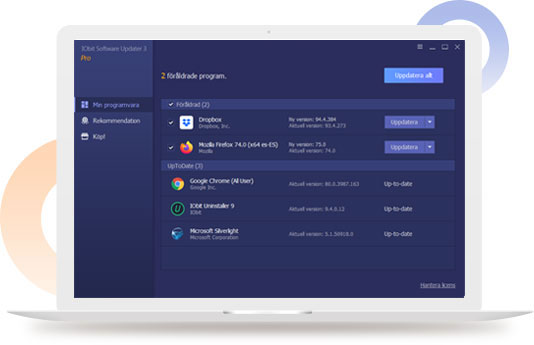 IObit Software Updater 3
Pro
2 föråldrade program.
Uppdatera allt
Min programvara
Rekommendation
Köp!
Föråldrad (2)
Dropbox
Dropbox, Inc.
Ny version: 94.4.384
Aktuell version: 93.4.273
Uppdatera
Mozilla Firefox 74.0 (x64 es-ES)
Mozilla
Ny version: 75.0
Aktuell version: 74.0
Uppdatera
UpToDate (3)
Google Chrome (All User)
Google Inc.
Aktuell version: 80.0.3987.163
Up-to-date
IObit Uninstaller 9
IObit
Aktuell version: 9.4.0.12
Up-to-date
Microsoft Silverlight
Microsoft Corporation
Aktuell version: 5.1.50918.0
Up-to-date
Hantera licens